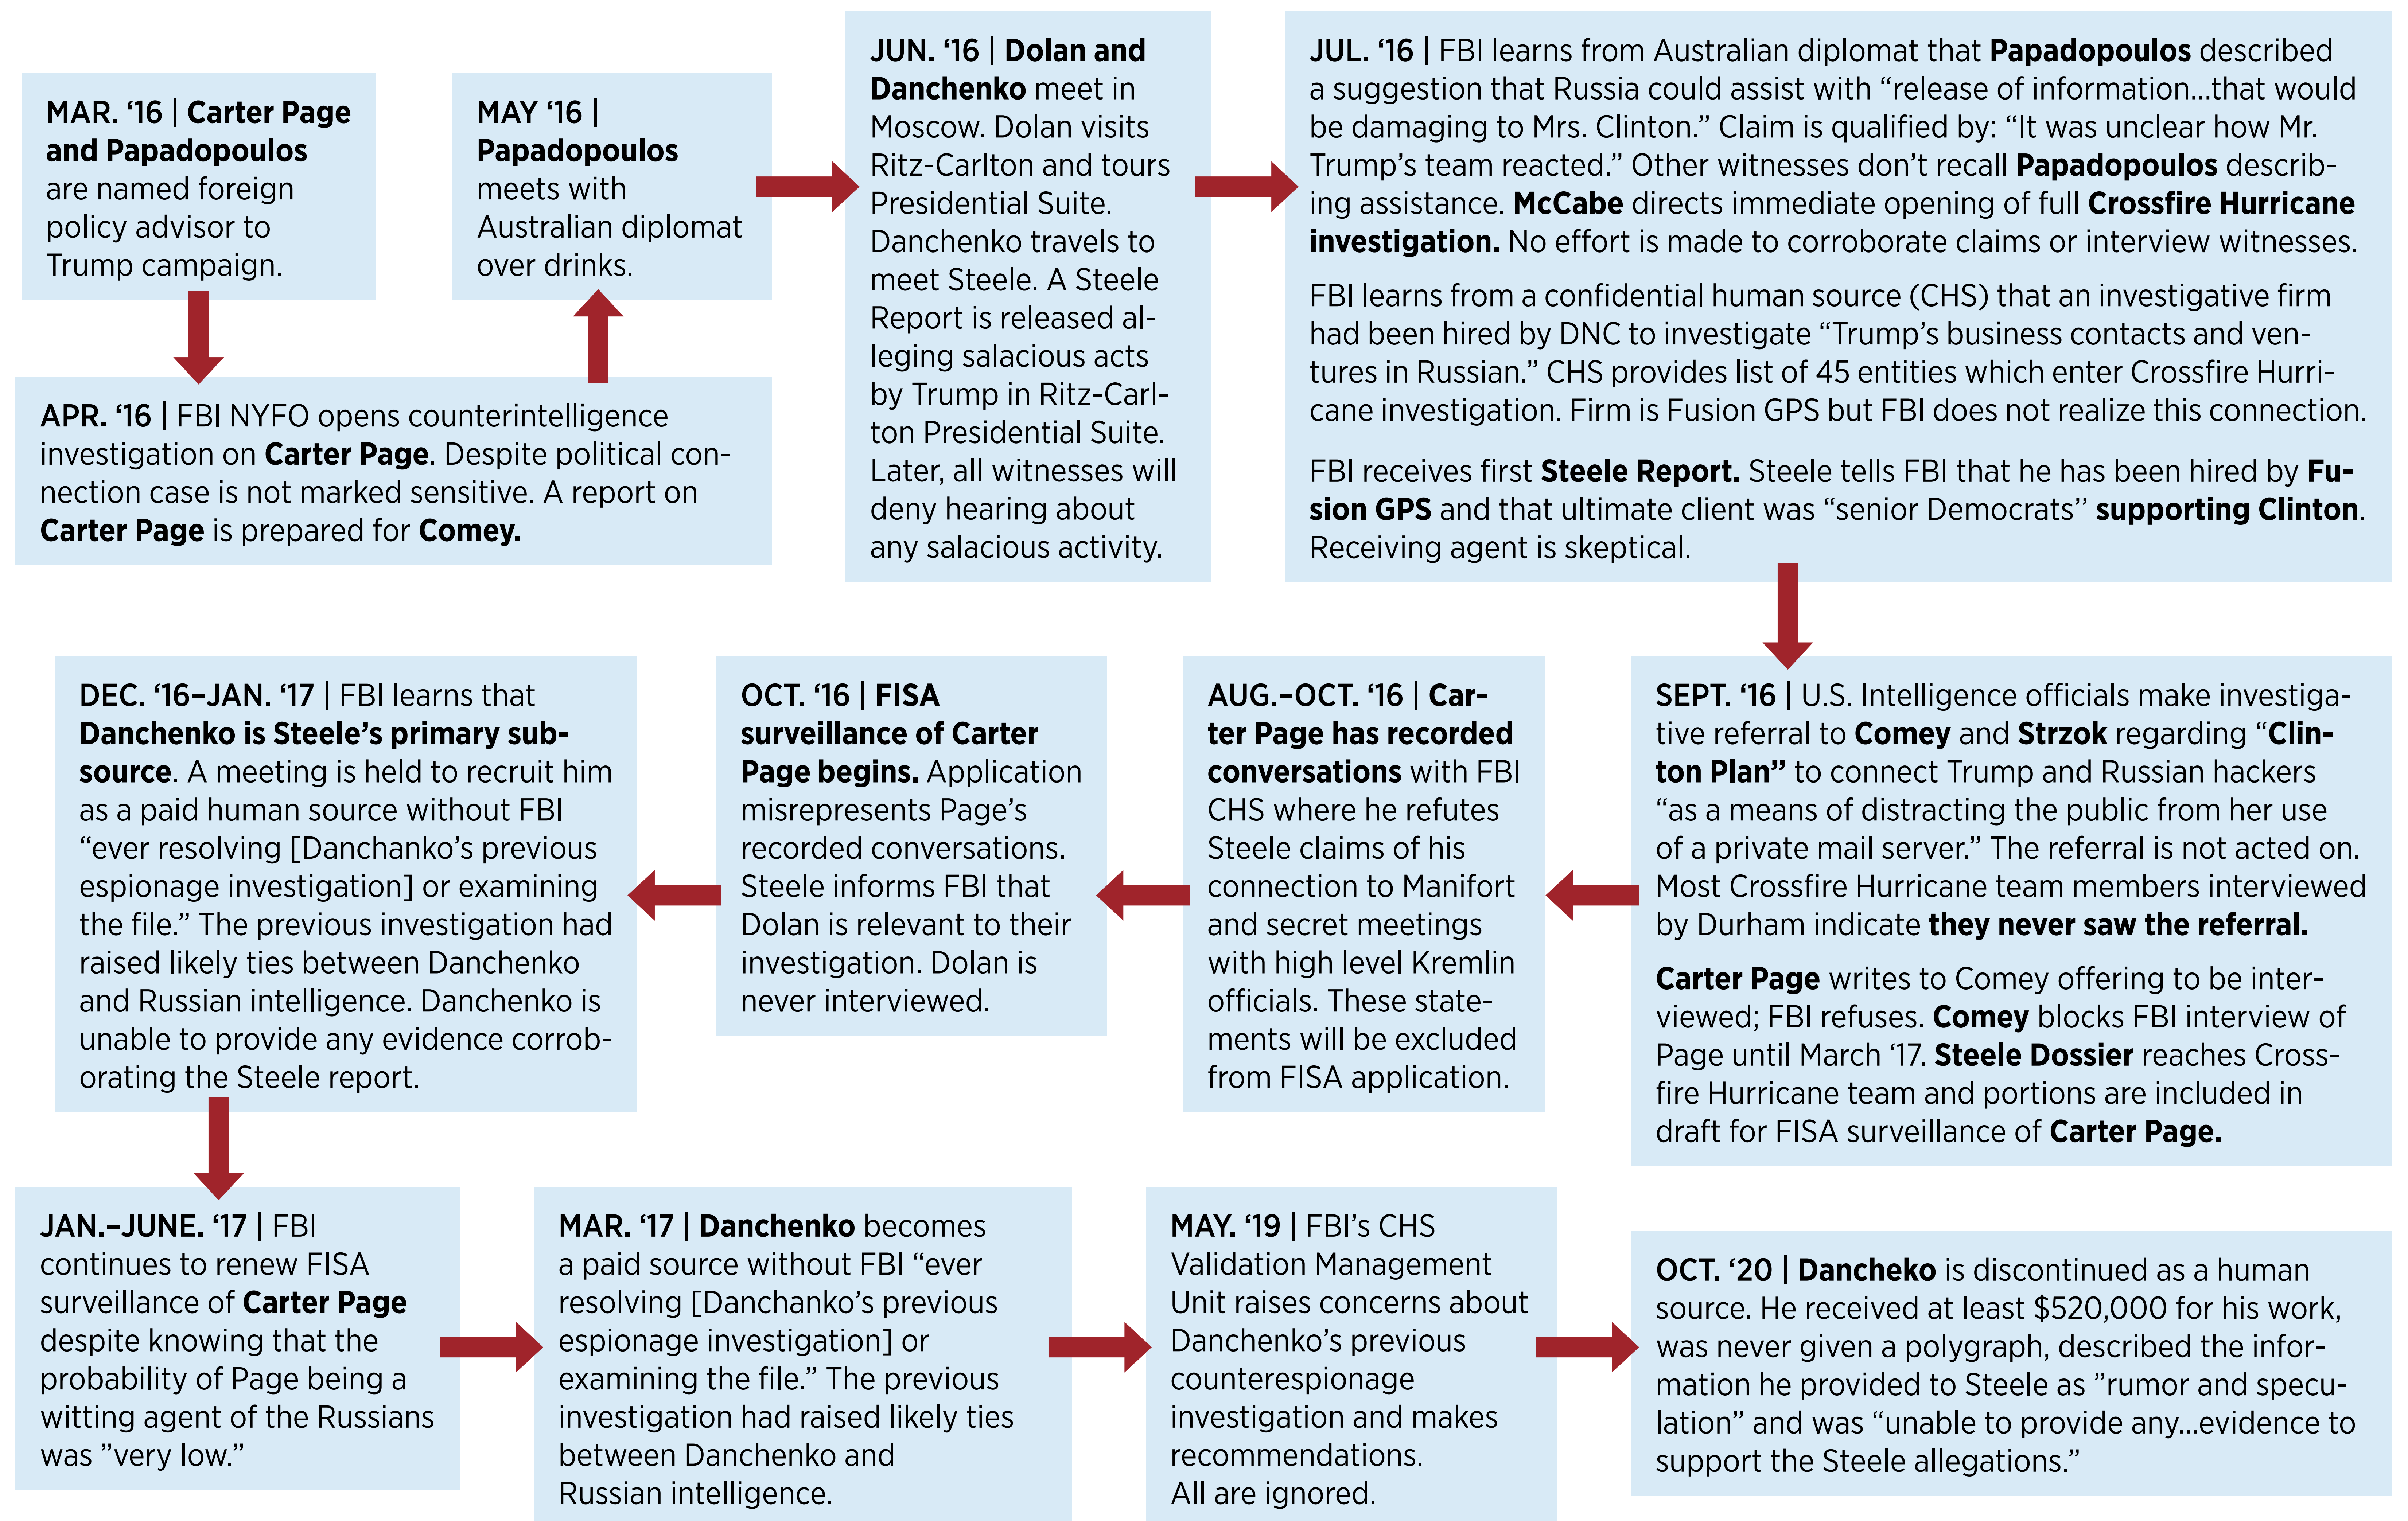 MAR. ‘16 | Carter Page
and Papadopoulos
are named foreign
policy advisor to
Trump campaign.
APR. ‘16 | FBI NYFO opens counterintelligence
investigation on Carter Page. Despite political con-
nection case is not marked sensitive. A report on
Carter Page is prepared for Comey.
MAY ‘16 |
Papadopoulos
meets with
Australian diplomat
over drinks.
JUN. ‘16 | Dolan and
Danchenko meet in
Moscow. Dolan visits
Ritz-Carlton and tours
Presidential Suite.
Danchenko travels to
meet Steele. A Steele
Report is released al-
leging salacious acts
by Trump in Ritz-Carl-
ton Presidential Suite.
Later, all witnesses will
deny hearing about
any salacious activity.
JUL. ‘16 | FBI learns from Australian diplomat that Papadopoulos described
a suggestion that Russia could assist with “release of information...that would
be damaging to Mrs. Clinton.” Claim is qualified by: “It was unclear how Mr.
Trump’s team reacted.” Other witnesses don’t recall Papadopoulos describ-
ing assistance. McCabe directs immediate opening of full Crossfire Hurricane
investigation. No effort is made to corroborate claims or interview witnesses.
FBI learns from a confidential human source (CHS) that an investigative firm
had been hired by DNC to investigate “Trump’s business contacts and ven-
tures in Russian.” CHS provides list of 45 entities which enter Crossfire Hurri-
cane investigation. Firm is Fusion GPS but FBI does not realize this connection.
FBI receives first Steele Report. Steele tells FBI that he has been hired by Fu-
sion GPS and that ultimate client was “senior Democrats’’ supporting Clinton.
Receiving agent is skeptical.
SEPT. ‘16 | U.S. Intelligence officials make investiga-
tive referral to Comey and Strzok regarding “Clin-
ton Plan” to connect Trump and Russian hackers
“as a means of distracting the public from her use
of a private mail server.” The referral is not acted on.
Most Crossfire Hurricane team members interviewed
by Durham indicate they never saw the referral.
Carter Page writes to Comey offering to be inter-
viewed; FBI refuses. Comey blocks FBI interview of
Page until March ‘17. Steele Dossier reaches Cross-
fire Hurricane team and portions are included in
draft for FISA surveillance of Carter Page.
AUG.–OCT. ‘16 | Car-
ter Page has recorded
conversations with FBI
CHS where he refutes
Steele claims of his
connection to Manifort
and secret meetings
with high level Kremlin
officials. These state-
ments will be excluded
from FISA application.
OCT. ‘16 | FISA
surveillance of Carter
Page begins. Application
misrepresents Page’s
recorded conversations.
Steele informs FBI that
Dolan is relevant to their
investigation. Dolan is
never interviewed.
DEC. ‘16–JAN. ‘17 | FBI learns that
Danchenko is Steele’s primary sub-
source. A meeting is held to recruit him
as a paid human source without FBI
“ever resolving [Danchanko’s previous
espionage investigation] or examining
the file.” The previous investigation had
raised likely ties between Danchenko
and Russian intelligence. Danchenko is
unable to provide any evidence corrob-
orating the Steele report.
JAN.–JUNE. ‘17 | FBI
continues to renew FISA
surveillance of Carter Page
despite knowing that the
probability of Page being a
witting agent of the Russians
was ”very low.”
MAR. ‘17 | Danchenko becomes
a paid source without FBI “ever
resolving [Danchanko’s previous
espionage investigation] or
examining the file.” The previous
investigation had raised likely ties
between Danchenko and
Russian intelligence.
MAY. ‘19 | FBI’s CHS
Validation Management
Unit raises concerns about
Danchenko’s previous
counterespionage
investigation and makes
recommendations.
All are ignored.
OCT. ‘20 | Dancheko is discontinued as a human
source. He received at least $520,000 for his work,
was never given a polygraph, described the infor-
mation he provided to Steele as ”rumor and specu-
lation” and was “unable to provide any...evidence to
support the Steele allegations.”